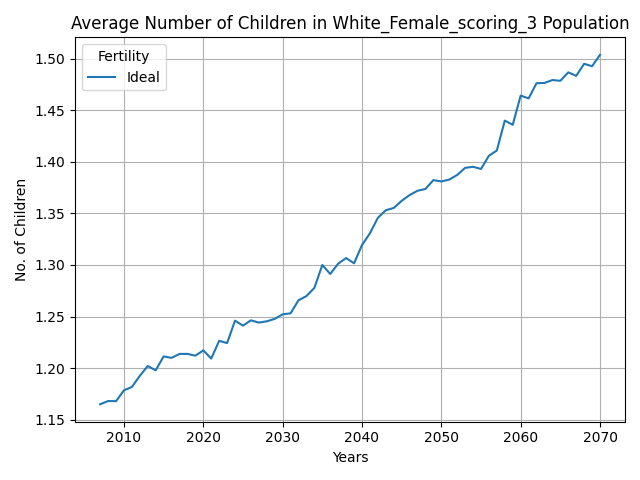 Average Number of Children in White_Female_scoring_3 Population
Fertility
Ideal
No. of Children
1.50
1.45
1.40
1.35
1.30
1.25
1.20
1.15
2010 2020 2030 2040 2050 2060 2070
Years